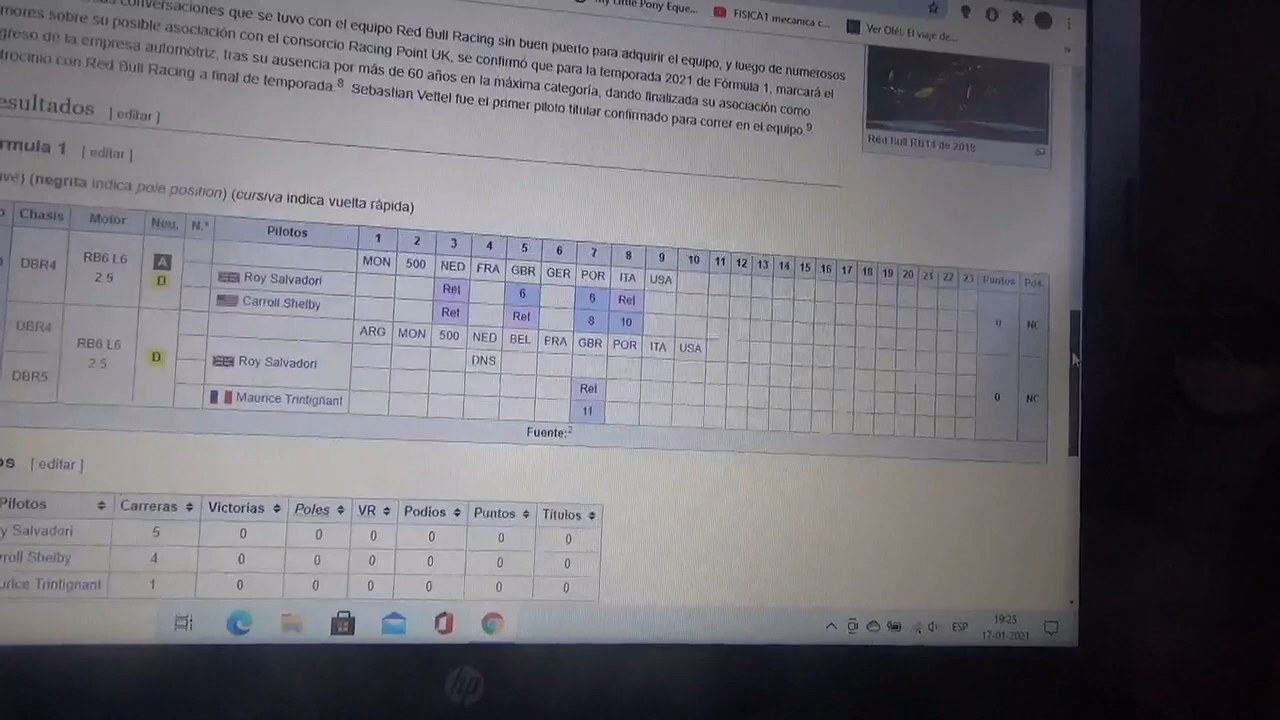 My Little Pony Eque...
FISICA1 mecanica c...
Ver Olé!: El viaje de...
conversaciones que se tuvo con el equipo Red Bull Racing sin buen puerto para adquirir el equipo, y luego de numerosos
mores sobre su posible asociación con el consorcio Racing Point UK, se confirmó que para la temporada 2021 de Fórmula 1, marcará el
greso de la empresa automotriz, tras su ausencia por más de 60 años en la máxima categoría, dando finalizada su asociación como
trocinio con Red Bull Racing a final de temporada.8 Sebastian Vettel fue el primer piloto titular confirmado para correr en el equipo.9
Red Bull RB14 de 2018
esultados [ editar ]
rmula 1 [ editar ]
ave) (negrita indica pole position) (cursiva indica vuelta rápida)
Chasis Motor Neu. N.° Pilotos 1 2 3 4 5 6 7 8 9 10 11 12 13 14 15 16 17 18 19 20 21 22 23 Puntos Pos.
DBR4 RB6 L6 2.5 A D MON 500 NED FRA GBR GER POR ITA USA
Roy Salvadori Ret 6 6 Ret 0 NC
Carroll Shelby Ret Ret 8 10
DBR4 RB6 L6 2.5 D ARG MON 500 NED BEL FRA GBR POR ITA USA
Roy Salvadori DNS Ret 0 NC
DBR5 Maurice Trintignant 11
Fuente:2
os [ editar ]
Pilotos Carreras Victorias Poles VR Podios Puntos Títulos
y Salvadori 5 0 0 0 0 0 0
rroll Shelby 4 0 0 0 0 0 0
urice Trintignant 1 0 0 0 0 0 0
ESP 19:25
17-01-2021
hp